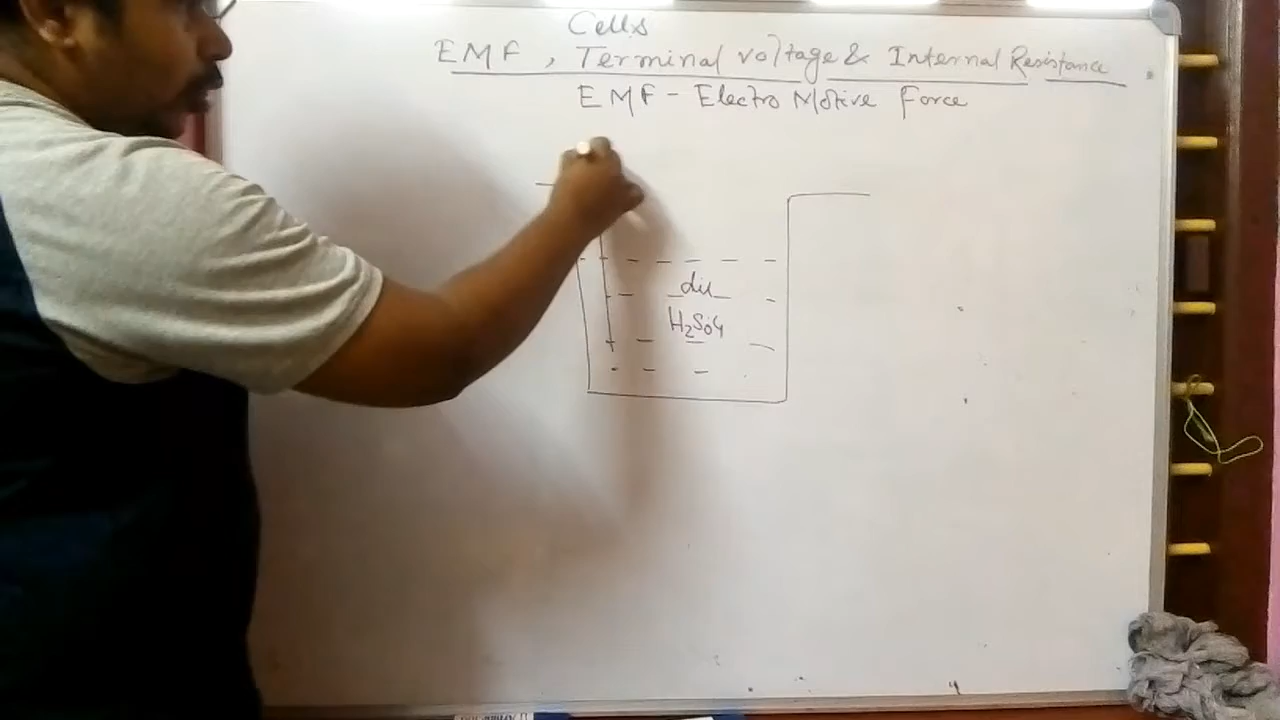 Cells
EMF, Terminal voltage & Internal Resistance
EMF - Electro Motive Force
dil
H2SO4